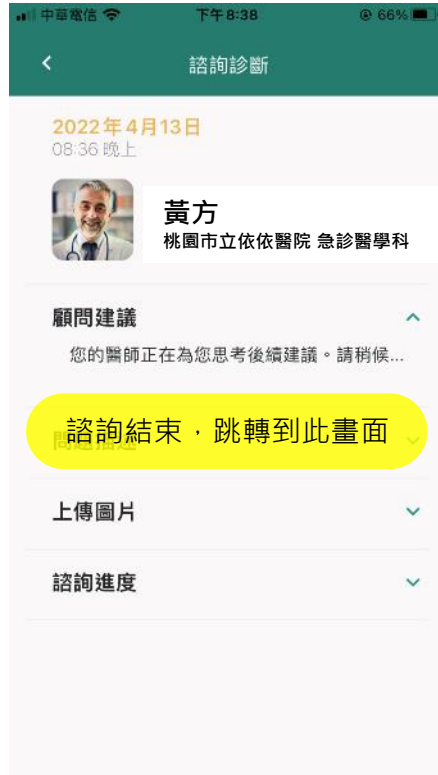 中華電信 下午8:38 66%
諮詢診斷
2022年4月13日
08:36 晚上
黃方
桃園市立依依醫院 急診醫學科
顧問建議
您的醫師正在為您思考後續建議。請稍候...
諮詢結束，跳轉到此畫面
上傳圖片
諮詢進度